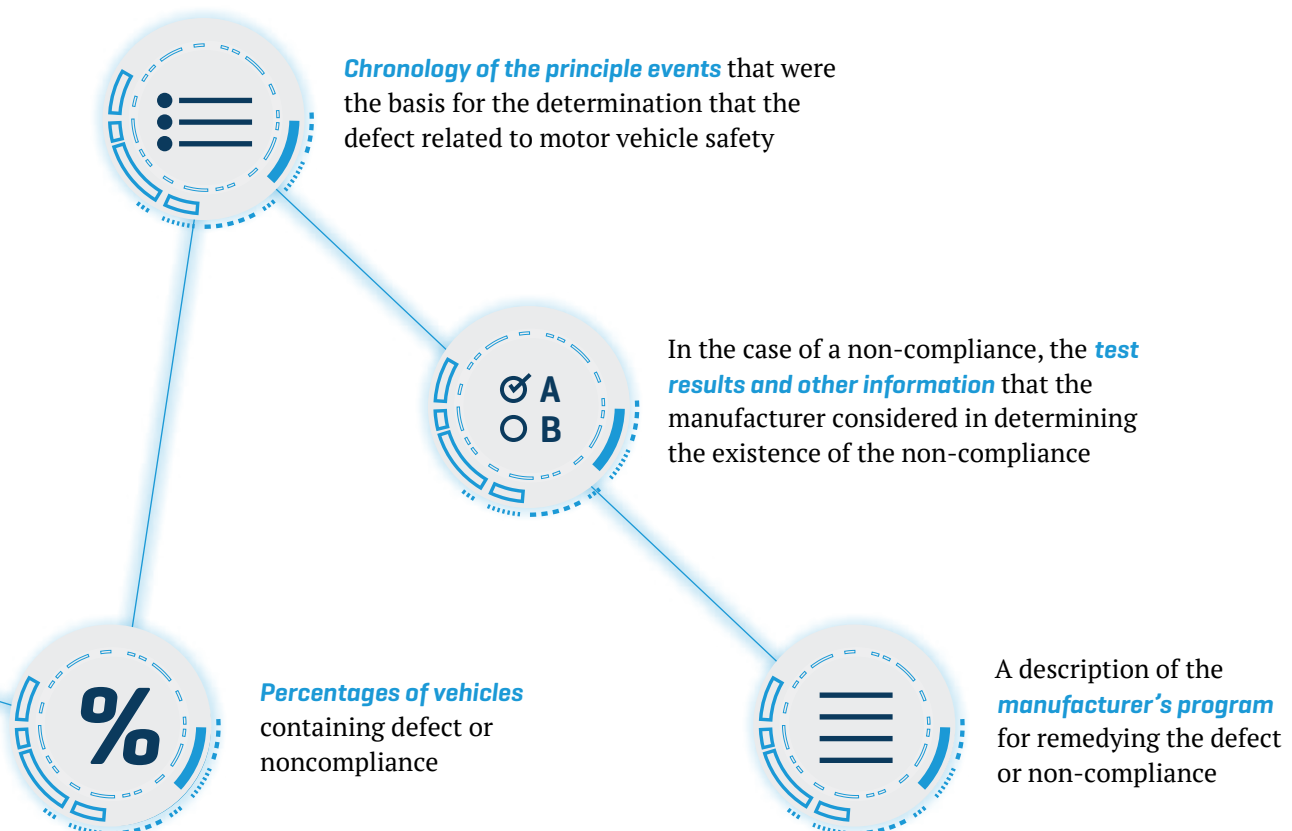 Chronology of the principle events that were
the basis for the determination that the
defect related to motor vehicle safety
A
B
In the case of a non-compliance, the test
results and other information that the
manufacturer considered in determining
the existence of the non-compliance
%
Percentages of vehicles
containing defect or
noncompliance
A description of the
manufacturer’s program
for remedying the defect
or non-compliance